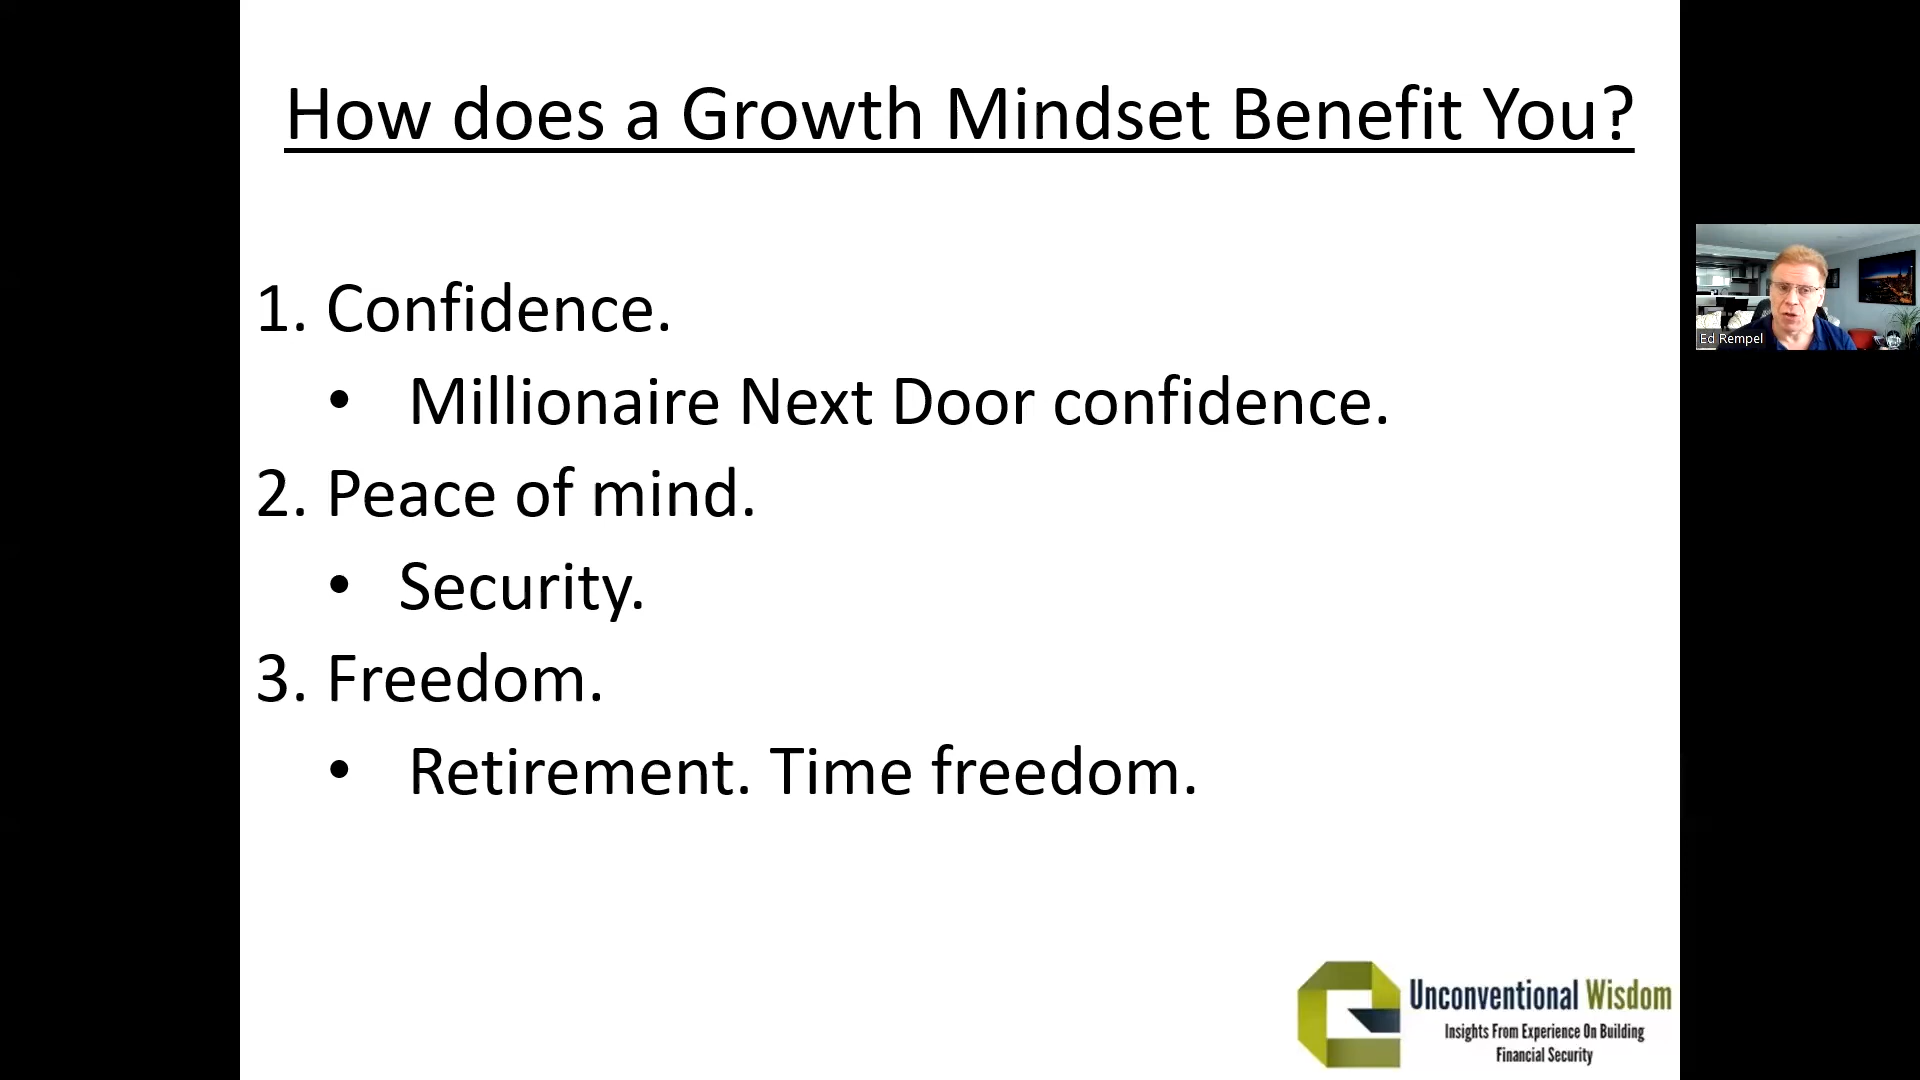 How does a Growth Mindset Benefit You?
1. Confidence.
• Millionaire Next Door confidence.
2. Peace of mind.
• Security.
3. Freedom.
• Retirement. Time freedom.
Ed Rempel
Unconventional Wisdom
Insights From Experience On Building
Financial Security